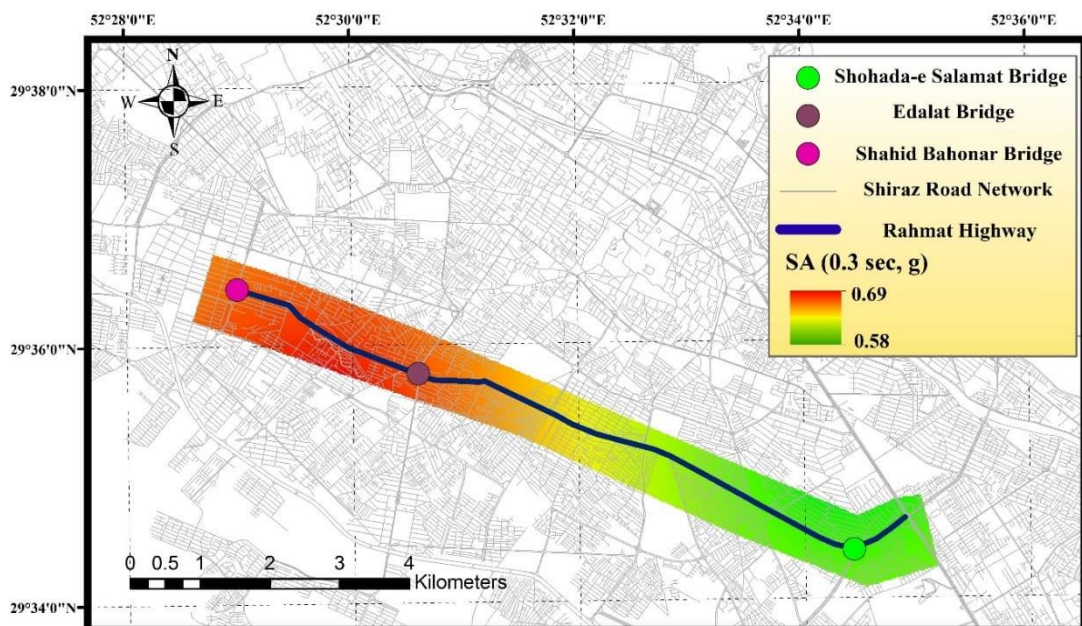 52°28'0"E 52°30'0"E 52°32'0"E 52°34'0"E 52°36'0"E
N
W E
S
29°38'0"N
29°36'0"N
29°34'0"N
Shohada-e Salamat Bridge
Edalat Bridge
Shahid Bahonar Bridge
Shiraz Road Network
Rahmat Highway
SA (0.3 sec, g)
0.69
0.58
0 0.5 1 2 3 4
Kilometers